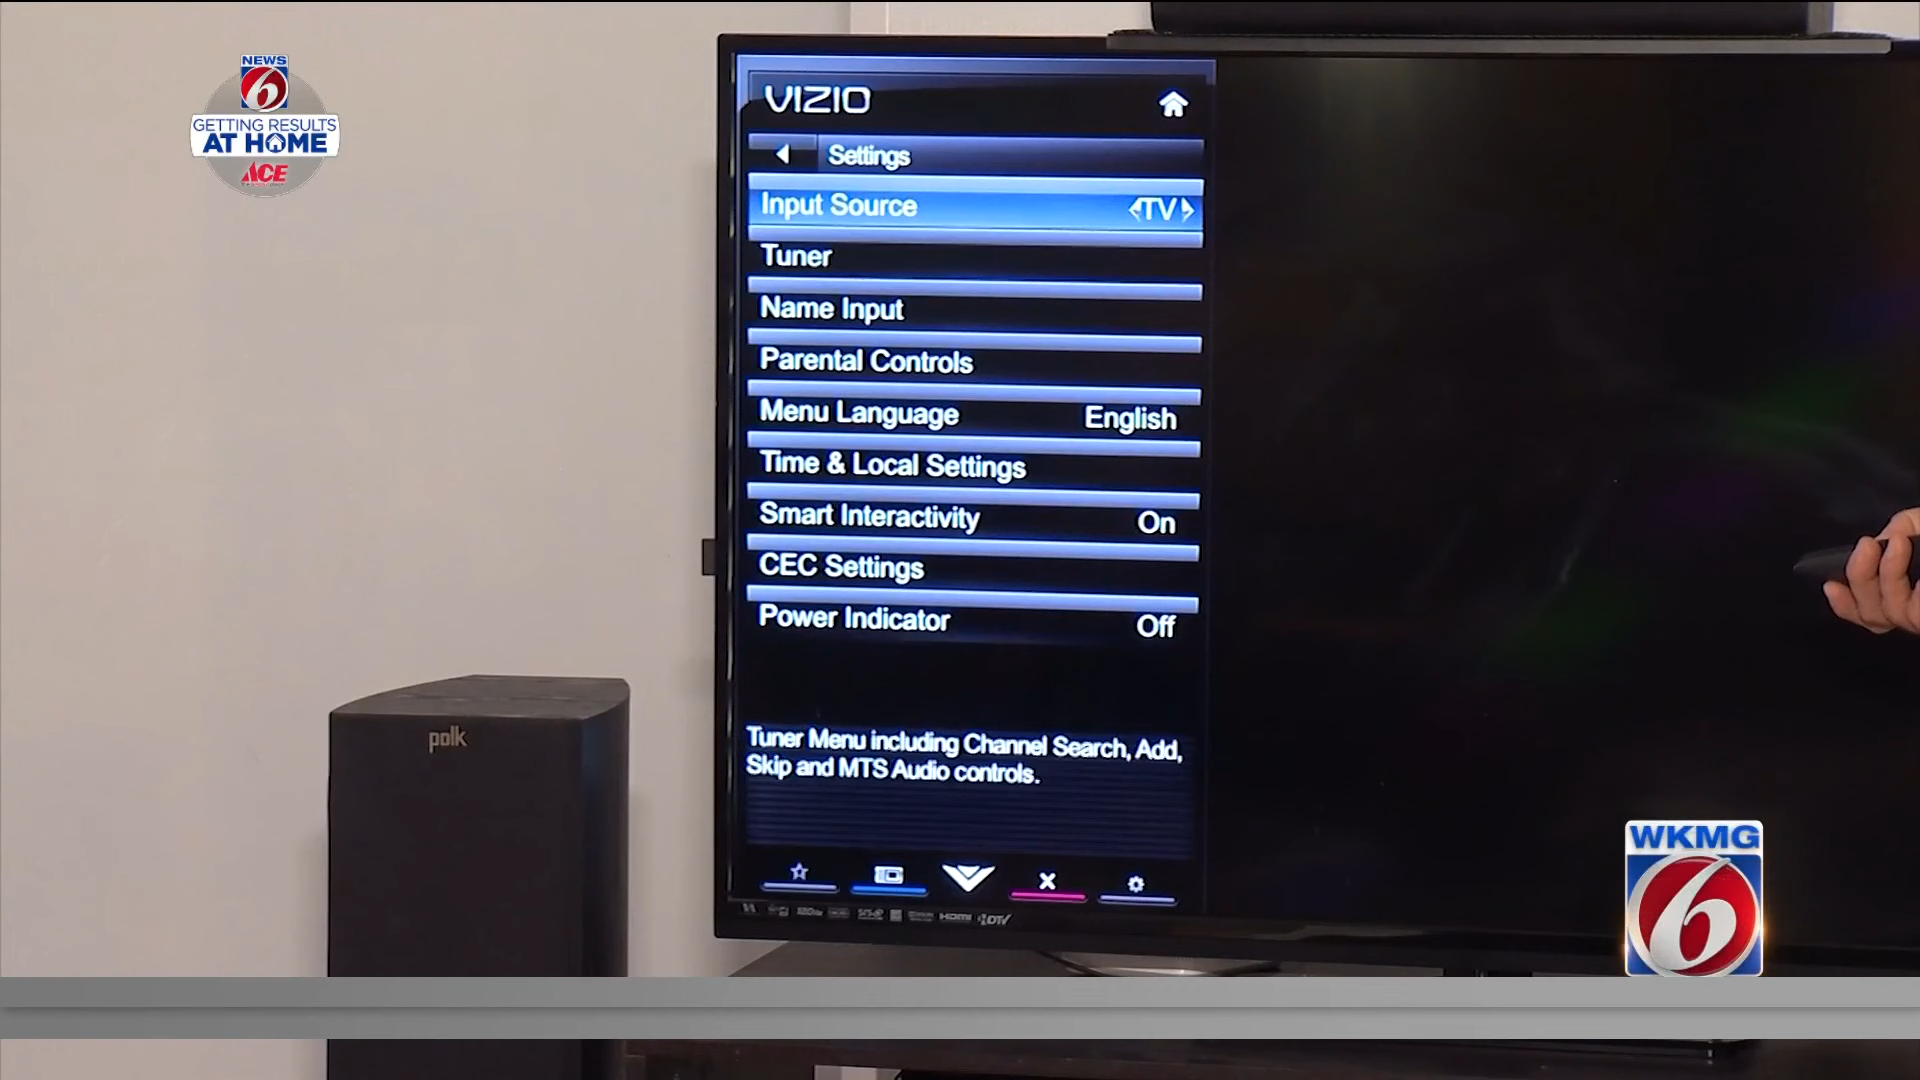 NEWS
6
GETTING RESULTS
AT HOME
ACE
VIZIO
Settings
Input Source TV
Tuner
Name Input
Parental Controls
Menu Language English
Time & Local Settings
Smart Interactivity On
CEC Settings
Power Indicator Off
Tuner Menu including Channel Search, Add,
Skip and MTS Audio controls.
HDMI HDTV
polk
WKMG
6